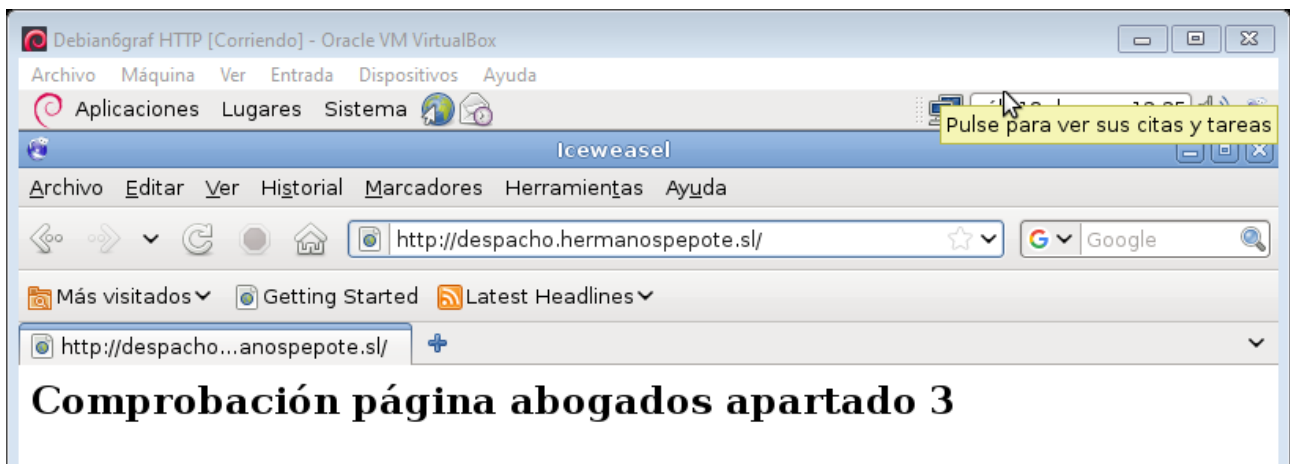 Debian6graf HTTP [Corriendo] - Oracle VM VirtualBox
Archivo Máquina Ver Entrada Dispositivos Ayuda
Aplicaciones Lugares Sistema
Pulse para ver sus citas y tareas
Iceweasel
Archivo Editar Ver Historial Marcadores Herramientas Ayuda
http://despacho.hermanospepote.sl/ Google
Más visitados Getting Started Latest Headlines
http://despacho...anospepote.sl/
Comprobación página abogados apartado 3